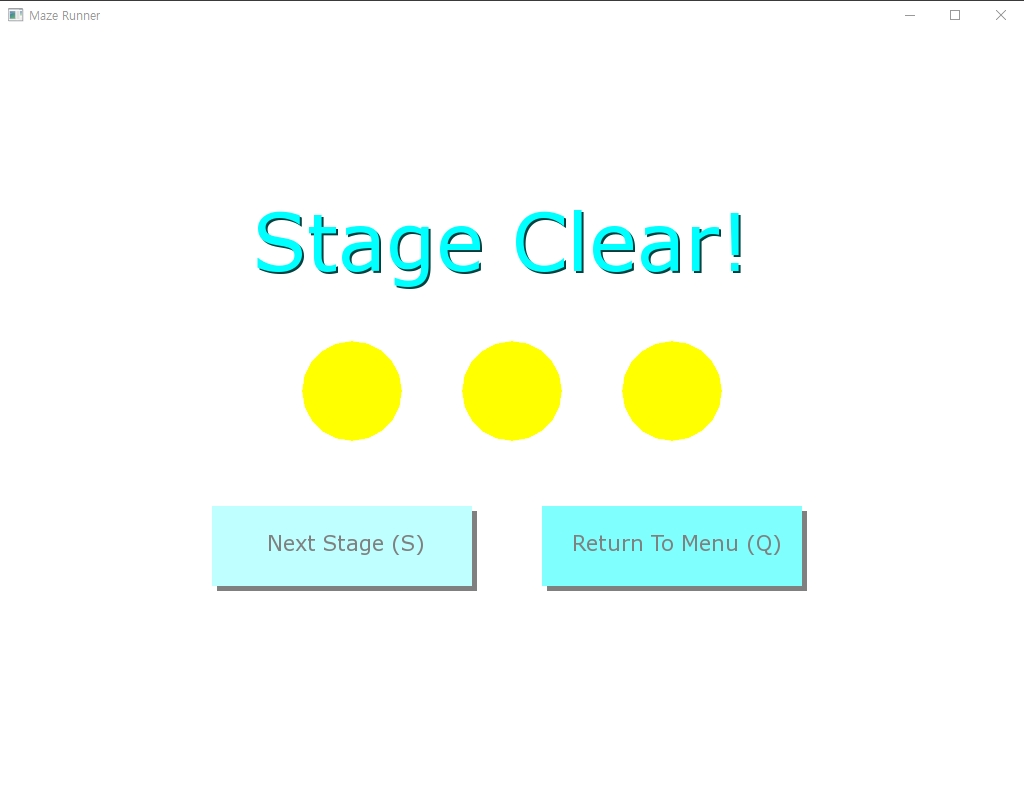 Maze Runner
Stage Clear!
Next Stage (S)
Return To Menu (Q)